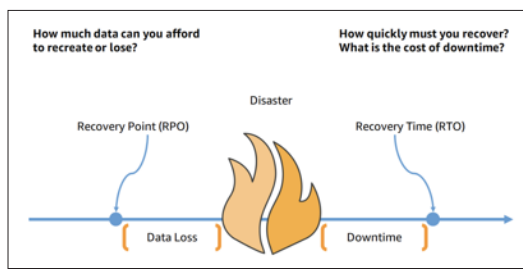 How much data can you afford
to recreate or lose?
How quickly must you recover?
What is the cost of downtime?
Disaster
Recovery Point (RPO)
Recovery Time (RTO)
Data Loss
Downtime